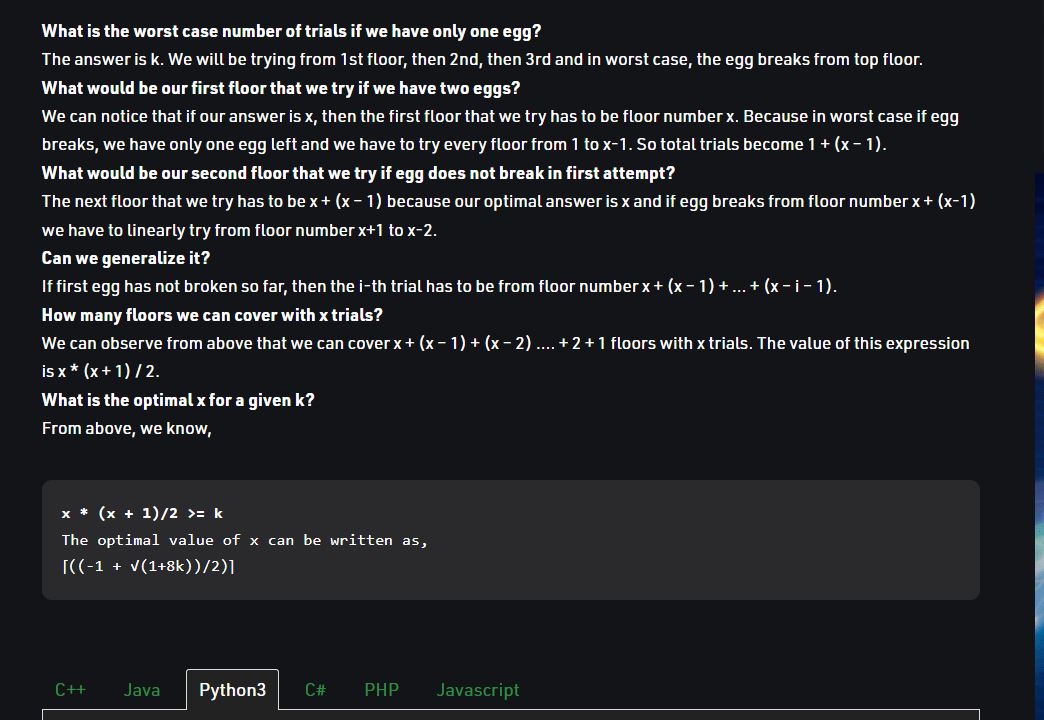 What is the worst case number of trials if we have only one egg?
The answer is k. We will be trying from 1st floor, then 2nd, then 3rd and in worst case, the egg breaks from top floor.
What would be our first floor that we try if we have two eggs?
We can notice that if our answer is x, then the first floor that we try has to be floor number x. Because in worst case if egg
breaks, we have only one egg left and we have to try every floor from 1 to x-1. So total trials become 1 + (x – 1).
What would be our second floor that we try if egg does not break in first attempt?
The next floor that we try has to be x + (x – 1) because our optimal answer is x and if egg breaks from floor number x + (x-1)
we have to linearly try from floor number x+1 to x-2.
Can we generalize it?
If first egg has not broken so far, then the i-th trial has to be from floor number x + (x – 1) + … + (x – i – 1).
How many floors we can cover with x trials?
We can observe from above that we can cover x + (x – 1) + (x – 2) …. + 2 + 1 floors with x trials. The value of this expression
is x * (x + 1) / 2.
What is the optimal x for a given k?
From above, we know,
x * (x + 1)/2 >= k
The optimal value of x can be written as,
⌈((-1 + √(1+8k))/2)⌉
C++ Java Python3 C# PHP Javascript